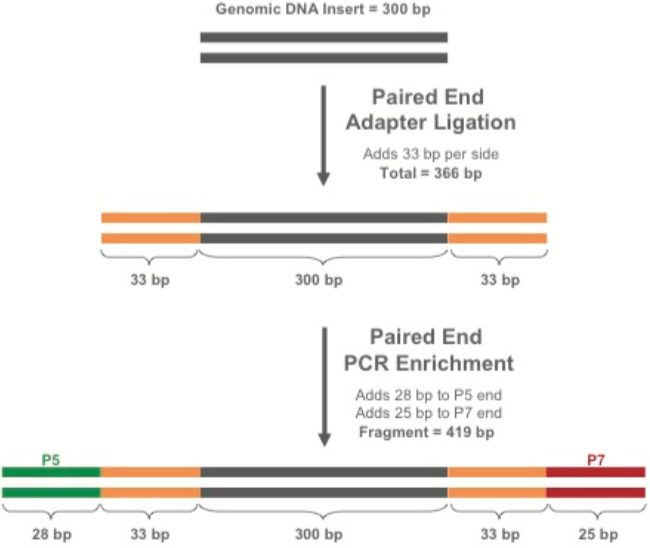 Genomic DNA Insert = 300 bp
Paired End
Adapter Ligation
Adds 33 bp per side
Total = 366 bp
33 bp 300 bp 33 bp
Paired End
PCR Enrichment
Adds 28 bp to P5 end
Adds 25 bp to P7 end
Fragment = 419 bp
P5 P7
28 bp 33 bp 300 bp 33 bp 25 bp